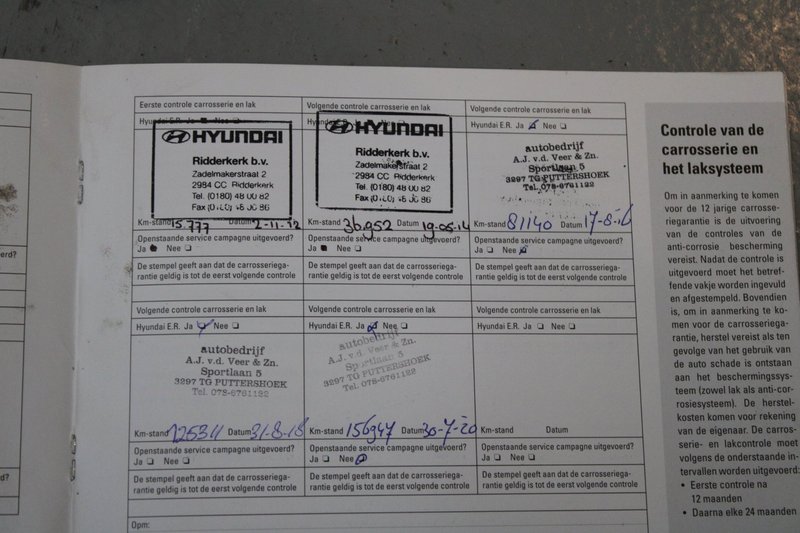 Eerste controle carrosserie en lak
Hyundai E.R. Ja Nee
HYUNDAI
Ridderkerk b.v.
Zadelmakerstraat 2
2984 CC Ridderkerk
Tel. (0180) 48 00 82
Km-stand 15.777 Datum 2-11-12
Openstaande service campagne uitgevoerd?
Ja Nee
De stempel geeft aan dat de carrosseriega-
rantie geldig is tot de eerst volgende controle
Volgende controle carrosserie en lak
HYUNDAI
Ridderkerk b.v.
Zadelmakerstraat 2
2984 CC Ridderkerk
Tel. (0180) 48 00 82
Km-stand 36.952 Datum 19-05-14
Openstaande service campagne uitgevoerd?
Ja Nee
De stempel geeft aan dat de carrosseriega-
rantie geldig is tot de eerst volgende controle
Volgende controle carrosserie en lak
Hyundai E.R. Ja Nee
autobedrijf
A.J. v.d. Veer & Zn.
Sportlaan 5
3297 TG PUTTERSHOEK
Tel. 078-6761182
Km-stand 81140 Datum 17-8-16
Openstaande service campagne uitgevoerd?
Ja Nee
De stempel geeft aan dat de carrosseriega-
rantie geldig is tot de eerst volgende controle
Volgende controle carrosserie en lak
Hyundai E.R. Ja Nee
autobedrijf
A.J. v.d. Veer & Zn.
Sportlaan 5
3297 TG PUTTERSHOEK
Tel. 078-6761182
Km-stand 125311 Datum 31-8-18
Openstaande service campagne uitgevoerd?
Ja Nee
De stempel geeft aan dat de carrosseriega-
rantie geldig is tot de eerst volgende controle
Volgende controle carrosserie en lak
Hyundai E.R. Ja Nee
autobedrijf
A.J. v.d. Veer & Zn.
Sportlaan 5
3297 TG PUTTERSHOEK
Tel. 078-6761182
Km-stand 156947 Datum 30-7-20
Openstaande service campagne uitgevoerd?
Ja Nee
De stempel geeft aan dat de carrosseriega-
rantie geldig is tot de eerst volgende controle
Volgende controle carrosserie en lak
Hyundai E.R. Ja Nee
Km-stand Datum
Openstaande service campagne uitgevoerd?
Ja Nee
De stempel geeft aan dat de carrosseriega-
rantie geldig is tot de eerst volgende controle
Opm:
Controle van de
carrosserie en
het laksysteem
Om in aanmerking te komen
voor de 12 jarige carrosse-
riegarantie is de uitvoering
van de controles van de
anti-corrosie bescherming
vereist. Nadat de controle is
uitgevoerd moet het betref-
fende vakje worden ingevuld
en afgestempeld. Bovendien
is, om in aanmerking te ko-
men voor de carrosseriega-
rantie, herstel vereist als ten
gevolge van het gebruik van
de auto schade is ontstaan
aan het beschermingssys-
teem (zowel lak als anti-cor-
rosiesysteem). De herstel-
kosten komen voor rekening
van de eigenaar. De carros-
serie- en lakcontrole moet
volgens de onderstaande in-
tervallen worden uitgevoerd:
• Eerste controle na
12 maanden
• Daarna elke 24 maanden